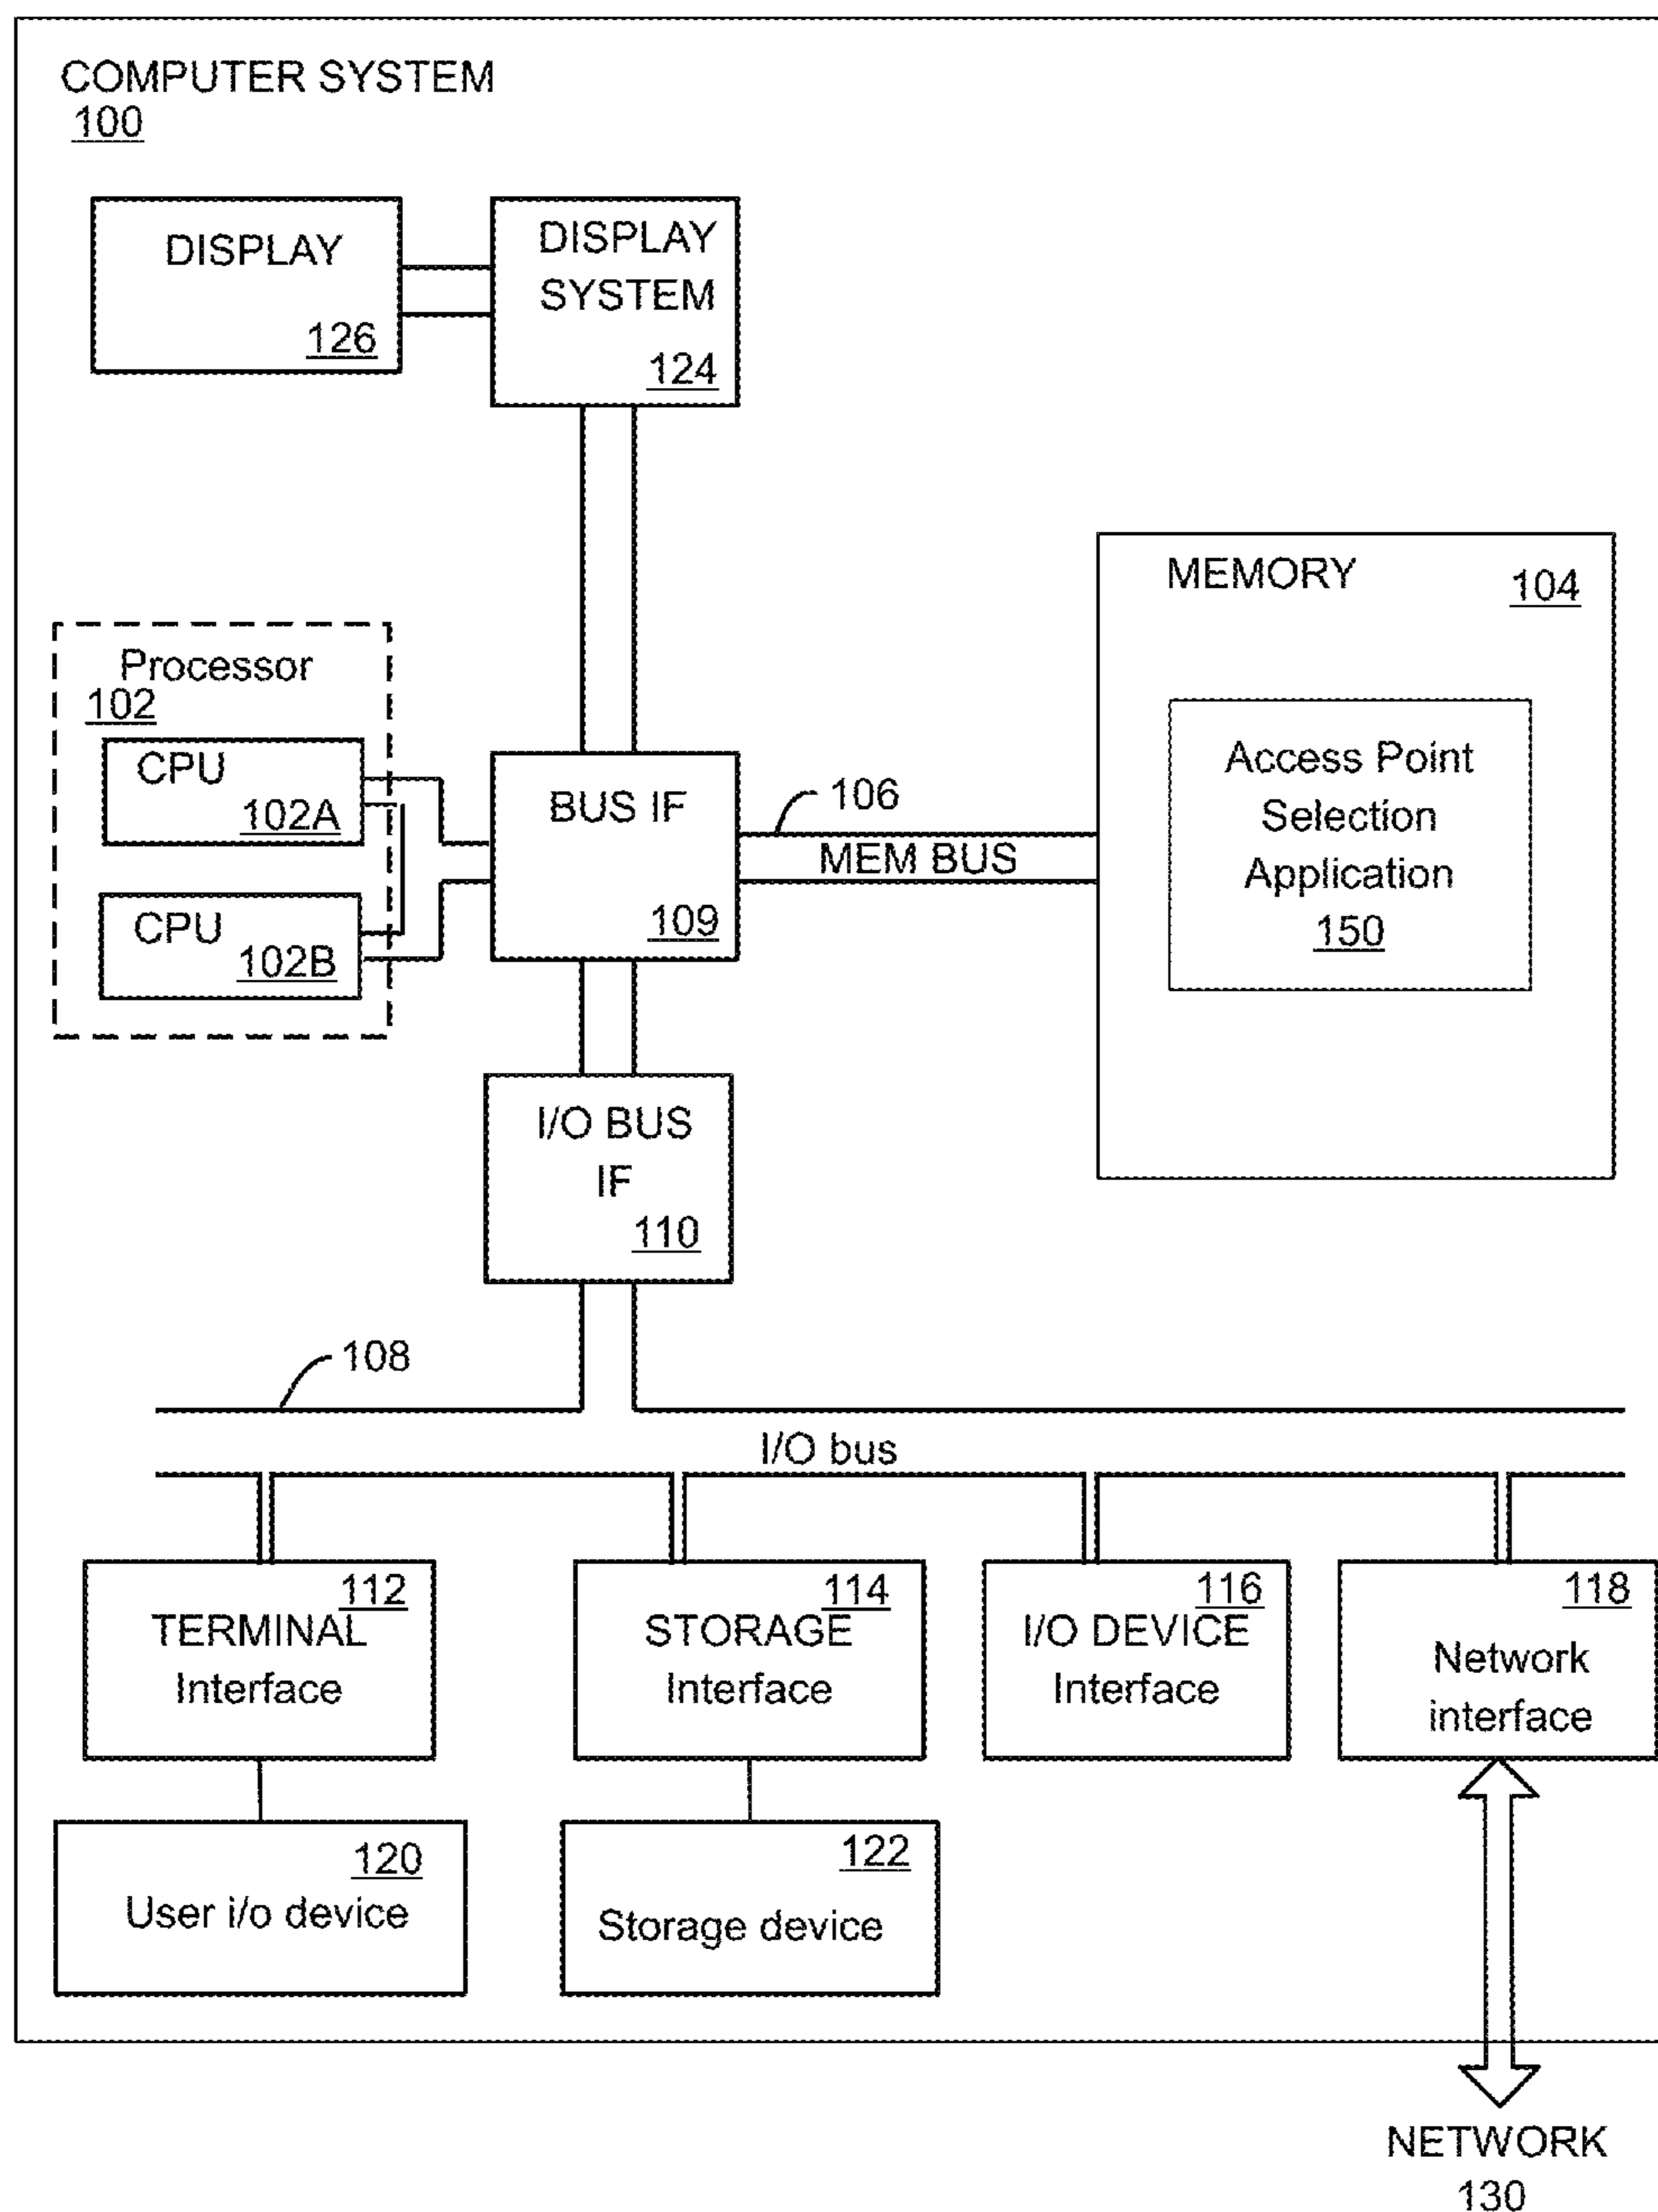 COMPUTER SYSTEM
100
DISPLAY
126
DISPLAY
SYSTEM
124
MEMORY
104
Access Point
Selection
Application
150
Processor
102
CPU
102A
CPU
102B
BUS IF
109
106
MEM BUS
I/O BUS
IF
110
108
I/O bus
112
TERMINAL
Interface
114
STORAGE
Interface
116
I/O DEVICE
Interface
118
Network
interface
120
User i/o device
122
Storage device
NETWORK
130